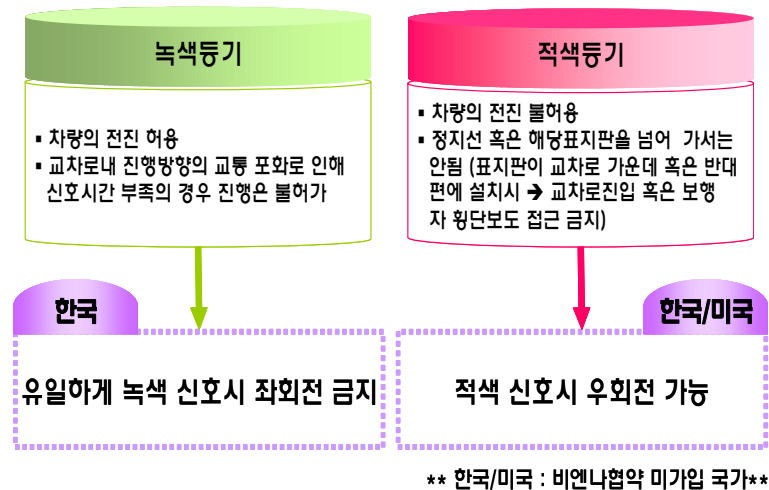 녹색등기
▪ 차량의 전진 허용
▪ 교차로내 진행방향의 교통 포화로 인해
신호시간 부족의 경우 진행은 불허가
한국
유일하게 녹색 신호시 좌회전 금지
적색등기
▪ 차량의 전진 불허용
▪ 정지선 혹은 해당표지판을 넘어 가서는
안됨 (표지판이 교차로 가운데 혹은 반대
편에 설치시 ➔ 교차로진입 혹은 보행
자 횡단보도 접근 금지)
한국/미국
적색 신호시 우회전 가능
** 한국/미국 : 비엔나협약 미가입 국가**